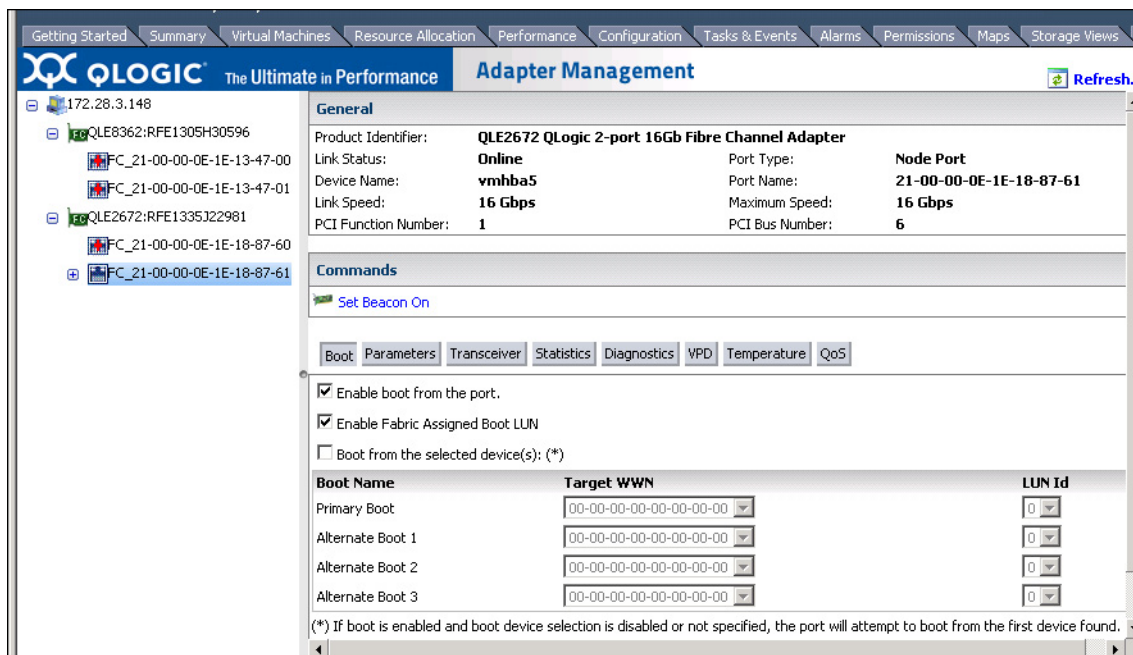 Getting Started Summary Virtual Machines Resource Allocation Performance Configuration Tasks & Events Alarms Permissions Maps Storage Views
QLOGIC The Ultimate in Performance Adapter Management
Refresh.
172.28.3.148
QLE8362:RFE1305H30596
FC_21-00-00-0E-1E-13-47-00
FC_21-00-00-0E-1E-13-47-01
QLE2672:RFE1335J22981
FC_21-00-00-0E-1E-18-87-60
FC_21-00-00-0E-1E-18-87-61
General
Product Identifier: QLE2672 QLogic 2-port 16Gb Fibre Channel Adapter
Link Status: Online Port Type: Node Port
Device Name: vmhba5 Port Name: 21-00-00-0E-1E-18-87-61
Link Speed: 16 Gbps Maximum Speed: 16 Gbps
PCI Function Number: 1 PCI Bus Number: 6
Commands
Set Beacon On
Boot Parameters Transceiver Statistics Diagnostics VPD Temperature QoS
Enable boot from the port.
Enable Fabric Assigned Boot LUN
Boot from the selected device(s): (*)
Boot Name Target WWN LUN Id
Primary Boot 00-00-00-00-00-00-00-00 0
Alternate Boot 1 00-00-00-00-00-00-00-00 0
Alternate Boot 2 00-00-00-00-00-00-00-00 0
Alternate Boot 3 00-00-00-00-00-00-00-00 0
(*) If boot is enabled and boot device selection is disabled or not specified, the port will attempt to boot from the first device found.